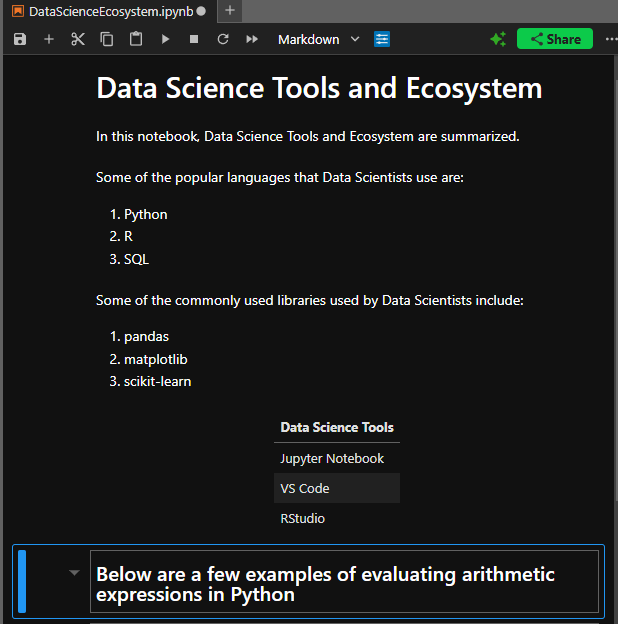 DataScienceEcosystem.ipynb
Markdown
Share
Data Science Tools and Ecosystem
In this notebook, Data Science Tools and Ecosystem are summarized.
Some of the popular languages that Data Scientists use are:
1. Python
2. R
3. SQL
Some of the commonly used libraries used by Data Scientists include:
1. pandas
2. matplotlib
3. scikit-learn
Data Science Tools
Jupyter Notebook
VS Code
RStudio
Below are a few examples of evaluating arithmetic
expressions in Python